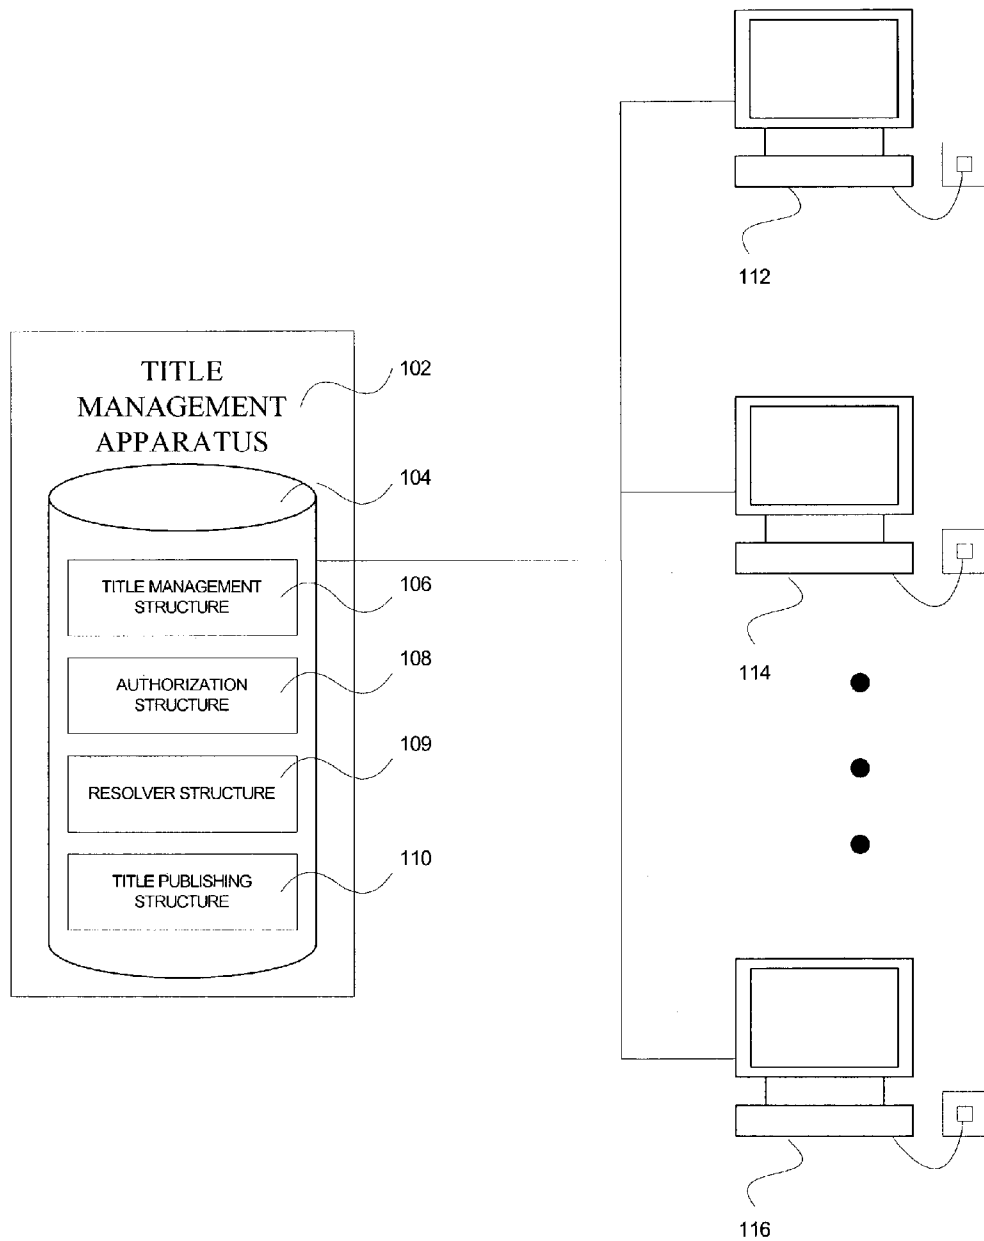 112
TITLE
MANAGEMENT
APPARATUS
102
104
TITLE MANAGEMENT
STRUCTURE
106
AUTHORIZATION
STRUCTURE
108
RESOLVER STRUCTURE
109
TITLE PUBLISHING
STRUCTURE
110
114
116